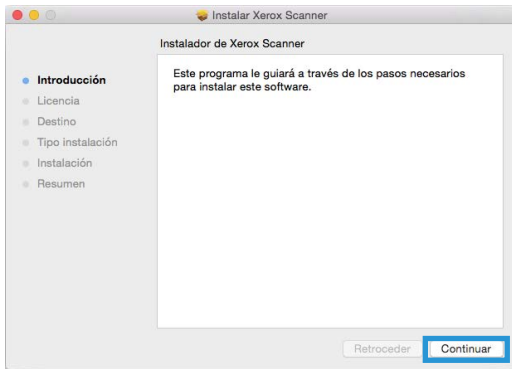 Instalar Xerox Scanner
Instalador de Xerox Scanner
Introducción
Licencia
Destino
Tipo instalación
Instalación
Resumen
Este programa le guiará a través de los pasos necesarios
para instalar este software.
Retroceder
Continuar